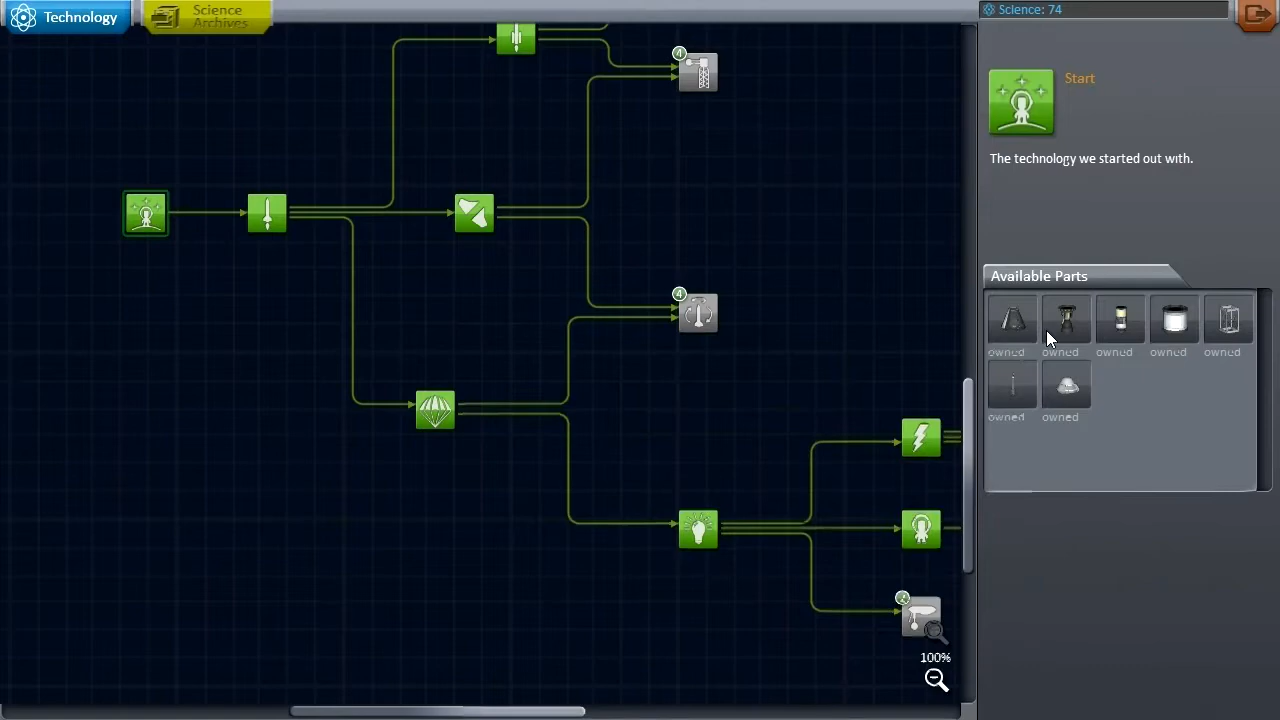 Technology
Science
Archives
Science: 74
Start
The technology we started out with.
Available Parts
owned owned owned owned owned
owned owned
4
4
100%